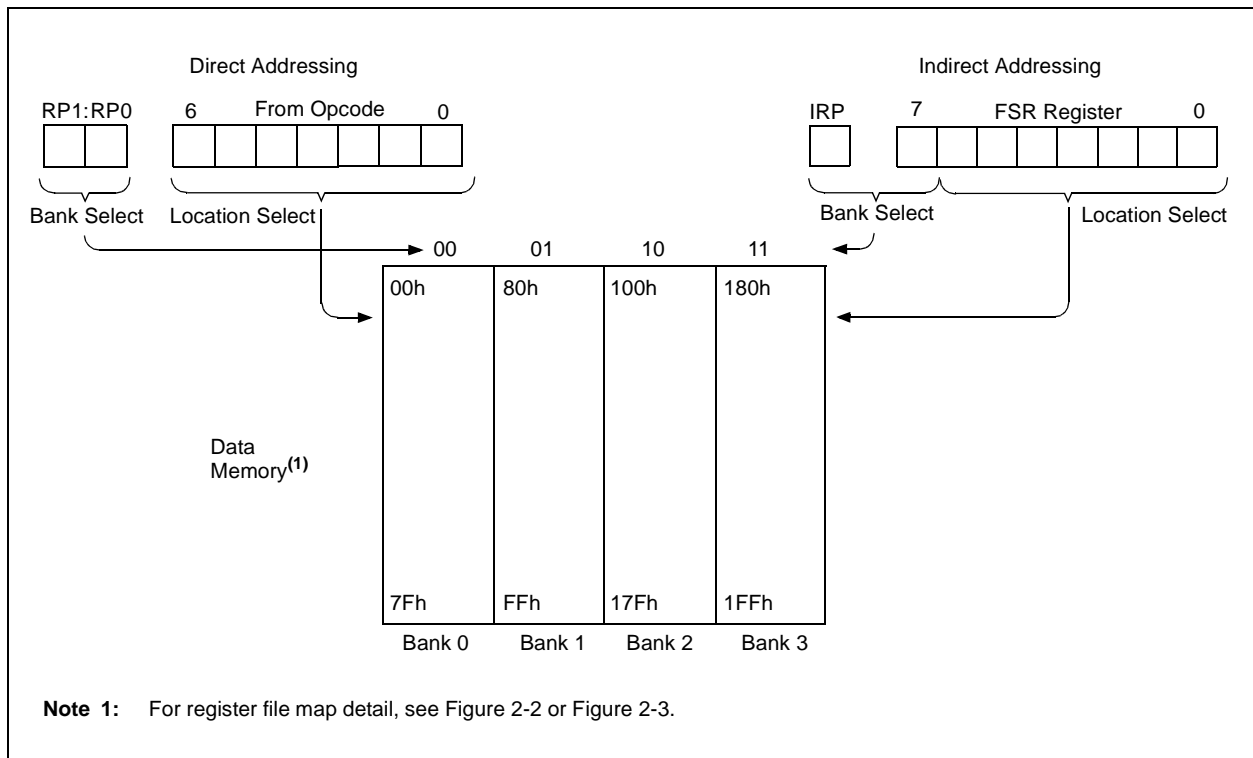 Direct Addressing
Indirect Addressing
RP1:RP0 6 From Opcode 0
IRP 7 FSR Register 0
Bank Select Location Select
Bank Select Location Select
00 01 10 11
00h 80h 100h 180h
Data
Memory(1)
7Fh FFh 17Fh 1FFh
Bank 0 Bank 1 Bank 2 Bank 3
Note 1: For register file map detail, see Figure 2-2 or Figure 2-3.